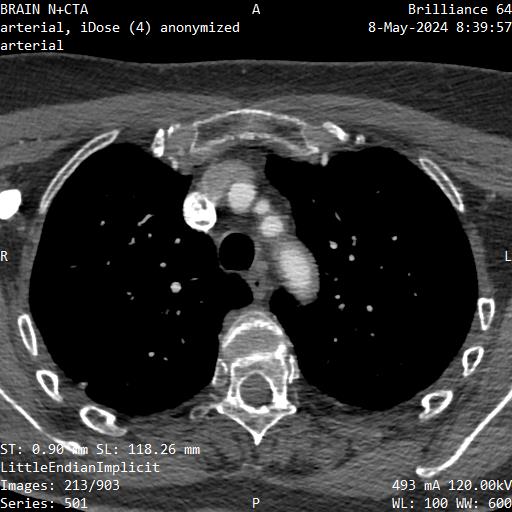 BRAIN N+CTA
A
Brilliance 64
arterial, iDose (4) anonymized
8-May-2024 8:39:57
arterial
R
L
ST: 0.90 mm SL: 118.26 mm
LittleEndianImplicit
Images: 213/903
493 mA 120.00kV
Series: 501
P
WL: 100 WW: 600